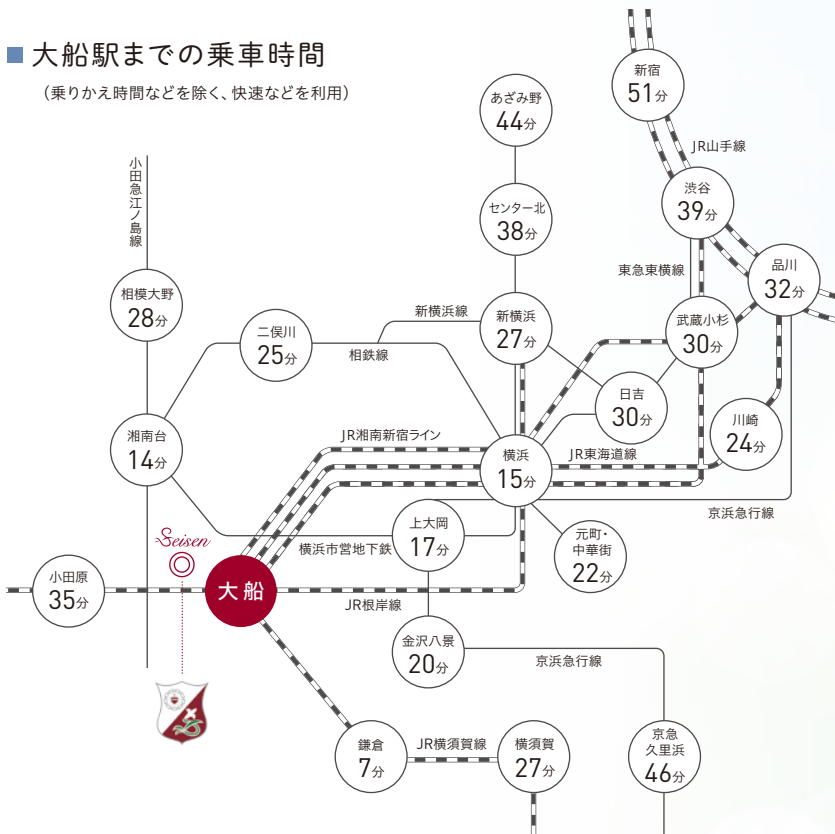 大船駅までの乗車時間
(乗りかえ時間などを除く、快速などを利用)
新宿
51分
あざみ野
44分
JR山手線
小田急江ノ島線
渋谷
39分
センター北
38分
東急東横線
品川
32分
相模大野
28分
新横浜線
新横浜
27分
武蔵小杉
30分
二俣川
25分
相鉄線
日吉
30分
川崎
24分
湘南台
14分
JR湘南新宿ライン
横浜
15分
JR東海道線
京浜急行線
上大岡
17分
横浜市営地下鉄
元町・
中華街
22分
Seisen
小田原
35分
大船
JR根岸線
金沢八景
20分
京浜急行線
鎌倉
7分
JR横須賀線
横須賀
27分
京急
久里浜
46分